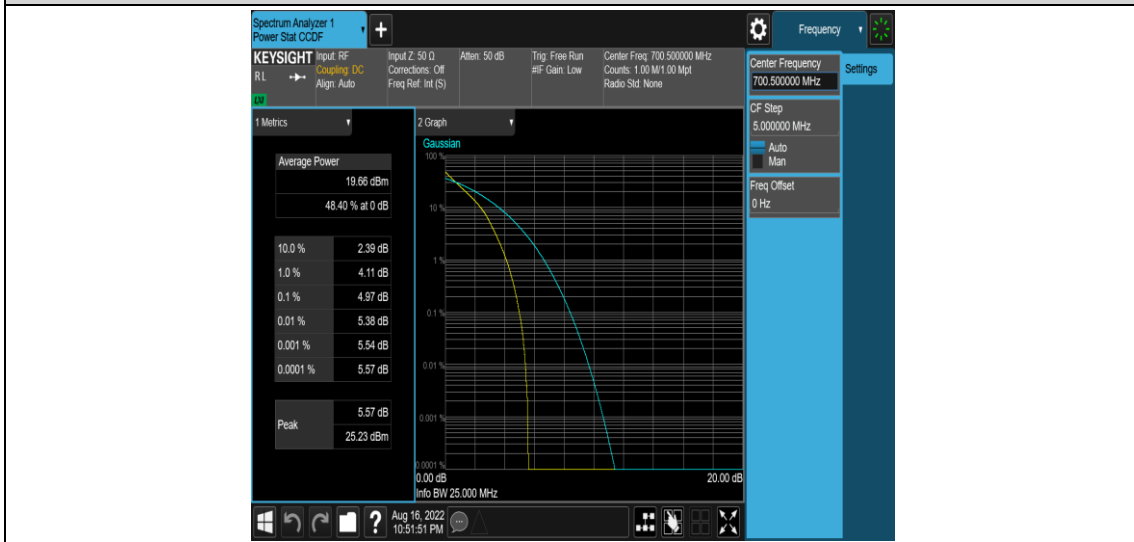 Spectrum Analyzer 1
Power Stat CCDF
+
Frequency
KEYSIGHT
RL
LXI
Input: RF
Coupling: DC
Align: Auto
Input Z: 50 Ω
Corrections: Off
Freq Ref: Int (S)
Atten: 50 dB
Trig: Free Run
#IF Gain: Low
Center Freq: 700.500000 MHz
Counts: 1.00 M/1.00 Mpt
Radio Std: None
Center Frequency
700.500000 MHz
Settings
CF Step
5.000000 MHz
Auto
Man
Freq Offset
0 Hz
1 Metrics
Average Power
19.66 dBm
48.40 % at 0 dB
10.0 % 2.39 dB
1.0 % 4.11 dB
0.1 % 4.97 dB
0.01 % 5.38 dB
0.001 % 5.54 dB
0.0001 % 5.57 dB
Peak
5.57 dB
25.23 dBm
2 Graph
Gaussian
100 %
10 %
1 %
0.1 %
0.01 %
0.001 %
0.0001 %
0.00 dB 20.00 dB
Info BW 25.000 MHz
?
Aug 16, 2022
10:51:51 PM